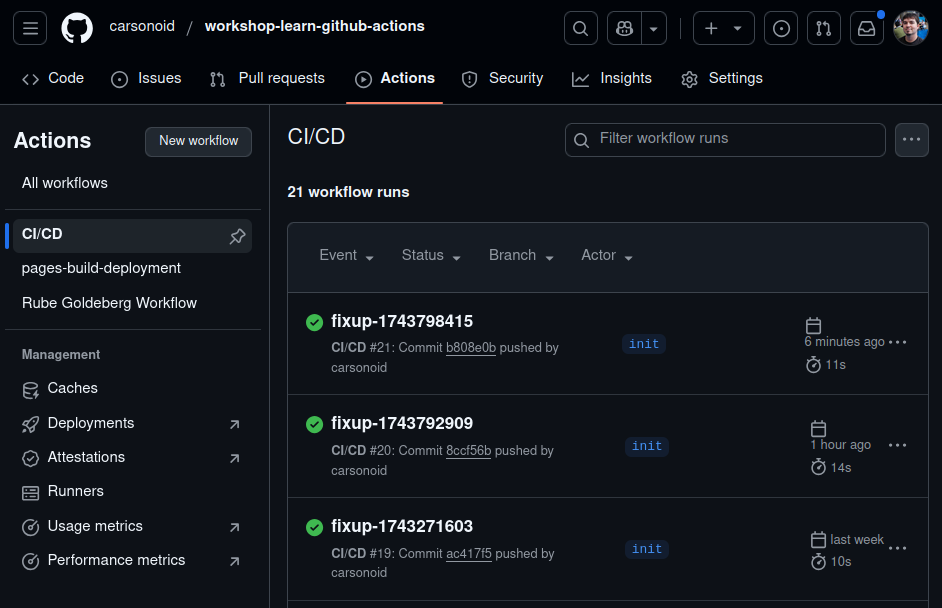 carsonoid / workshop-learn-github-actions
Code Issues Pull requests Actions Security Insights Settings
Actions
New workflow
All workflows
CI/CD
pages-build-deployment
Rube Goldeberg Workflow
Management
Caches
Deployments
Attestations
Runners
Usage metrics
Performance metrics
CI/CD
Filter workflow runs
21 workflow runs
Event Status Branch Actor
fixup-1743798415
CI/CD #21: Commit b808e0b pushed by
carsonoid
init
6 minutes ago
11s
fixup-1743792909
CI/CD #20: Commit 8ccf56b pushed by
carsonoid
init
1 hour ago
14s
fixup-1743271603
CI/CD #19: Commit ac417f5 pushed by
carsonoid
init
last week
10s